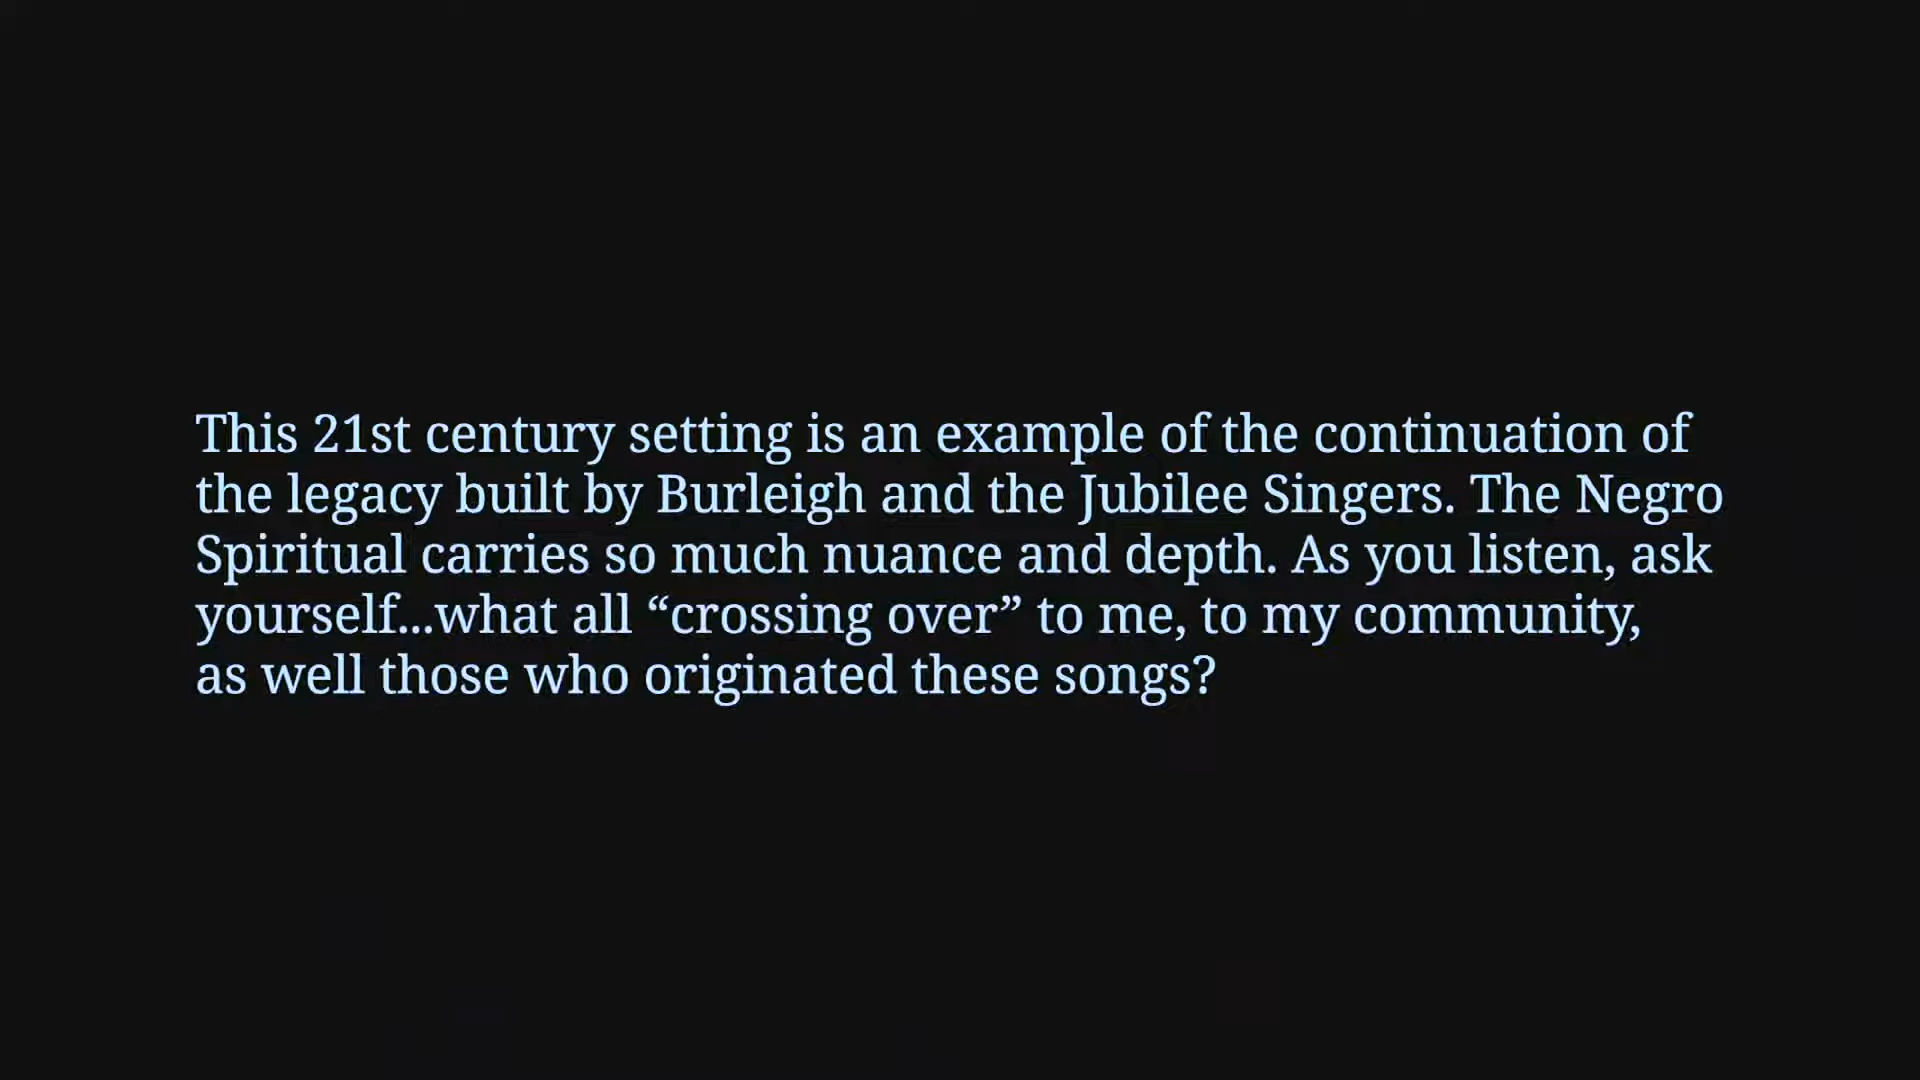 This 21st century setting is an example of the continuation of
the legacy built by Burleigh and the Jubilee Singers. The Negro
Spiritual carries so much nuance and depth. As you listen, ask
yourself...what all “crossing over” to me, to my community,
as well those who originated these songs?